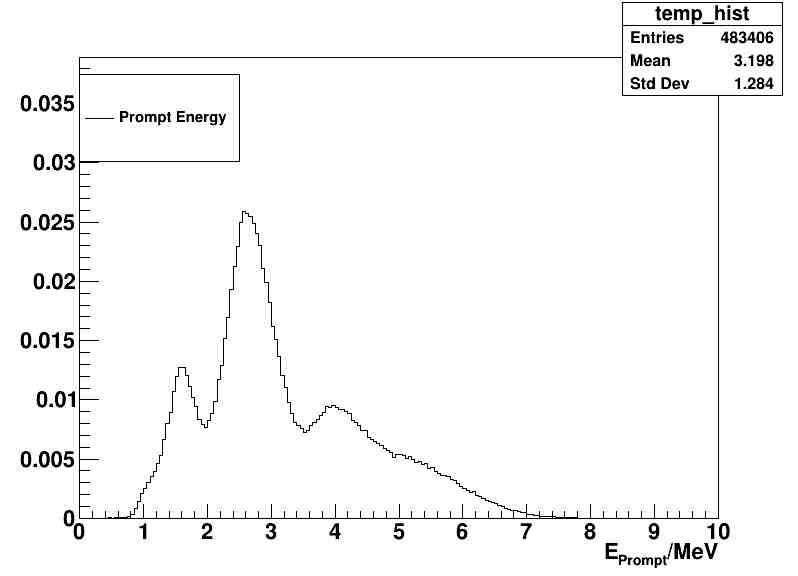 temp_hist
Entries 483406
Mean 3.198
Std Dev 1.284
Prompt Energy
0.035
0.03
0.025
0.02
0.015
0.01
0.005
0
0 1 2 3 4 5 6 7 8 9 10
E_Prompt/MeV